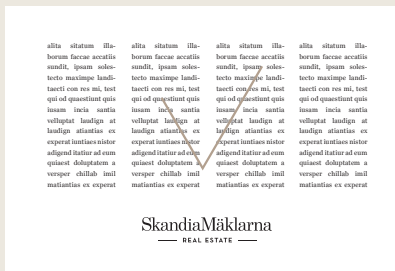 alita sitatum illa-
borum faccae accatiis
sundit, ipsam soles-
tecto maximpe landi-
taecti con res mi, test
qui od quaestiunt quis
iusam incia santia
velluptat laudign at
laudign atiantias ex
experat iuntiaes nistor
adigend itatiur ad eum
quiaest doluptatem a
versper chillab imil
matiantias ex experat
alita sitatum illa-
borum faccae accatiis
sundit, ipsam soles-
tecto maximpe landi-
taecti con res mi, test
qui od quaestiunt quis
iusam incia santia
velluptat laudign at
laudign atiantias ex
experat iuntiaes nistor
adigend itatiur ad eum
quiaest doluptatem a
versper chillab imil
matiantias ex experat
alita sitatum illa-
borum faccae accatiis
sundit, ipsam soles-
tecto maximpe landi-
taecti con res mi, test
qui od quaestiunt quis
iusam incia santia
velluptat laudign at
laudign atiantias ex
experat iuntiaes nistor
adigend itatiur ad eum
quiaest doluptatem a
versper chillab imil
matiantias ex experat
alita sitatum illa-
borum faccae accatiis
sundit, ipsam soles-
tecto maximpe landi-
taecti con res mi, test
qui od quaestiunt quis
iusam incia santia
velluptat laudign at
laudign atiantias ex
experat iuntiaes nistor
adigend itatiur ad eum
quiaest doluptatem a
versper chillab imil
matiantias ex experat
SkandiaMäklarna
REAL ESTATE